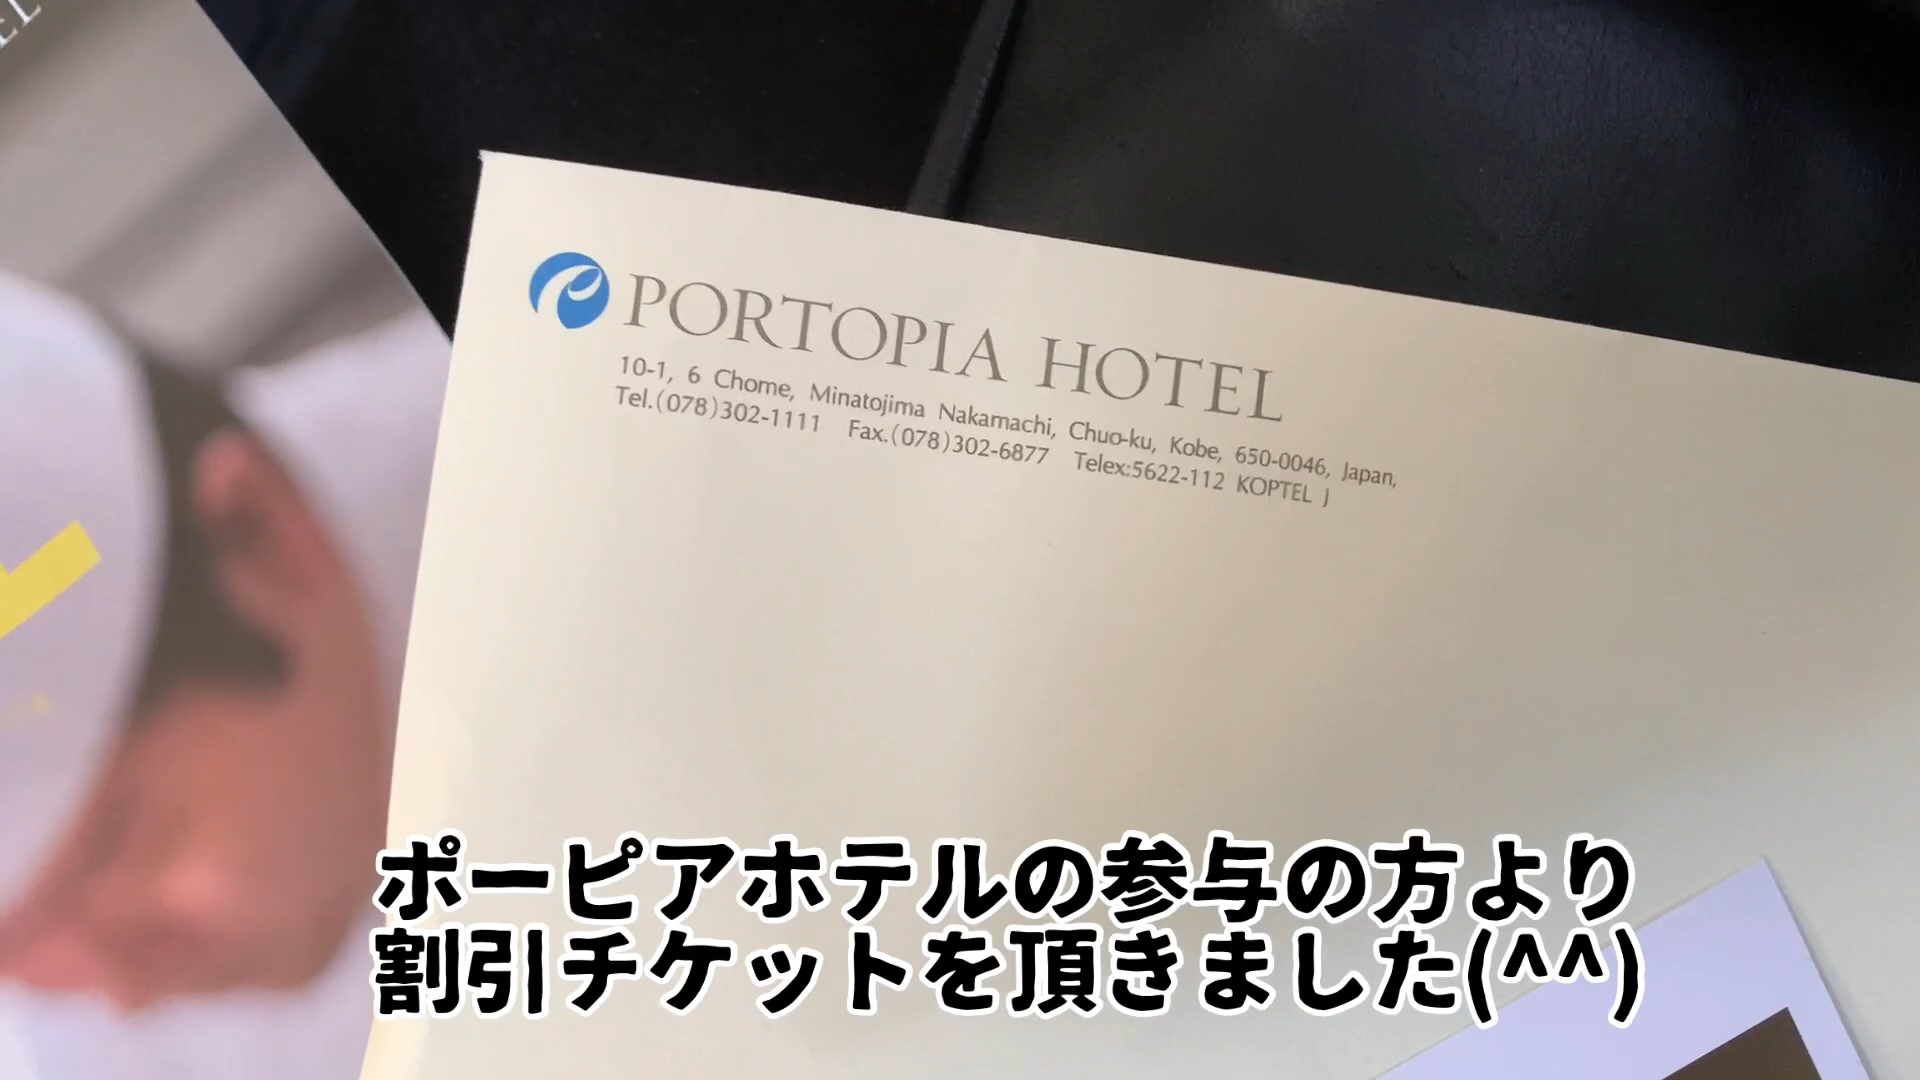 EL
PORTOPIA HOTEL
10-1, 6 Chome, Minatojima Nakamachi, Chuo-ku, Kobe, 650-0046, Japan,
Tel.(078)302-1111 Fax.(078)302-6877 Telex:5622-112 KOPTEL J
ポーピアホテルの参与の方より
割引チケットを頂きました(^^)